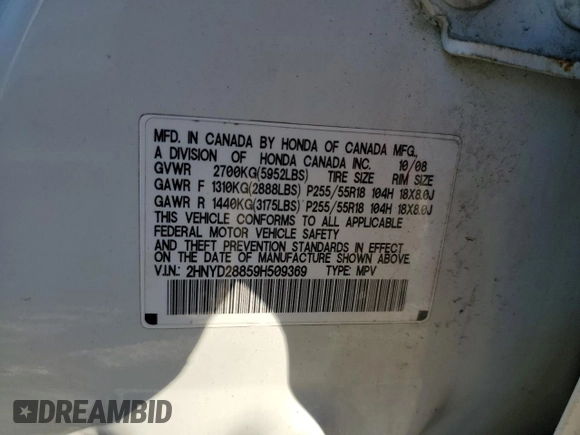 MFD. IN CANADA BY HONDA OF CANADA MFG.,
A DIVISION OF HONDA CANADA INC. 10/08
GVWR 2700KG(5952LBS) TIRE SIZE RIM SIZE
GAWR F 1310KG(2888LBS) P255/55R18 104H 18X8.0J
GAWR R 1440KG(3175LBS) P255/55R18 104H 18X8.0J
THIS VEHICLE CONFORMS TO ALL APPLICABLE
FEDERAL MOTOR VEHICLE SAFETY
AND THEFT PREVENTION STANDARDS IN EFFECT
ON THE DATE OF MANUFACTURE SHOWN ABOVE.
V.I.N.: 2HNYD28859H509369 TYPE: MPV
DREAMBID